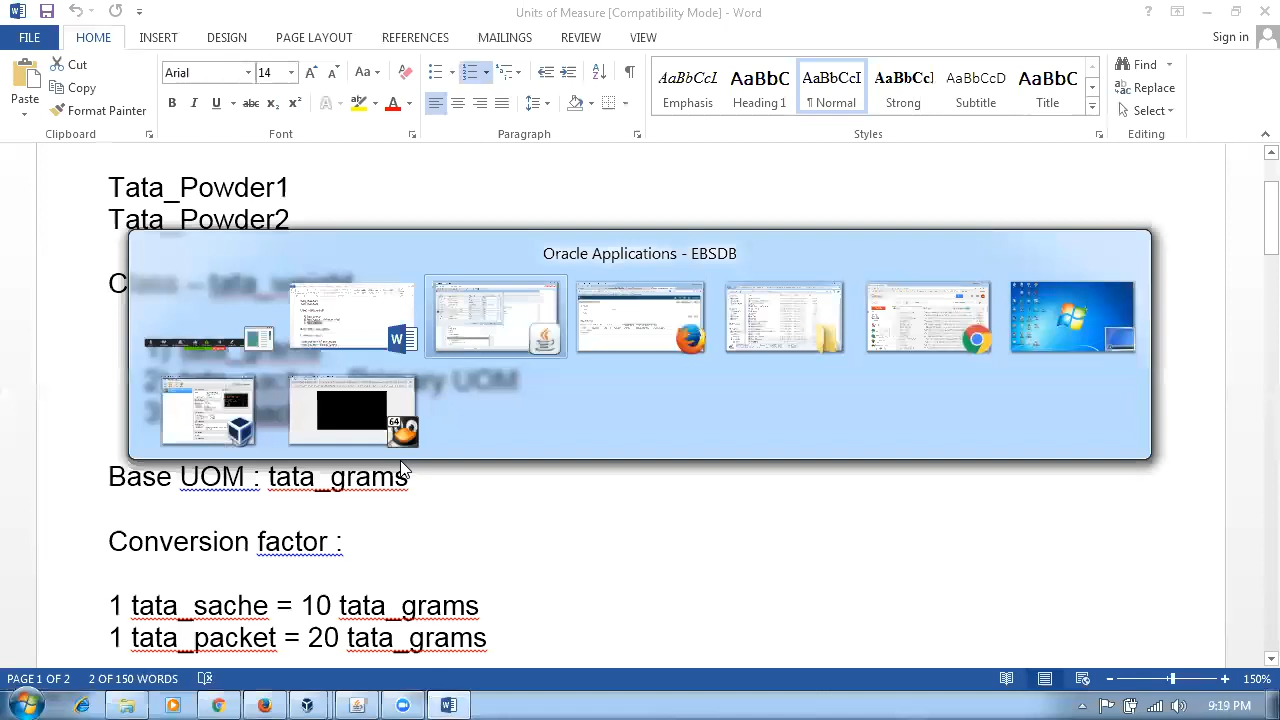 Units of Measure [Compatibility Mode] - Word
FILE HOME INSERT DESIGN PAGE LAYOUT REFERENCES MAILINGS REVIEW VIEW Sign in
Cut
Copy
Format Painter
Paste
Arial 14
AaBbCcI AaBbC AaBbCcI AaBbCcI AaBbCcD AaBbC
Emphasis Heading 1 ¶ Normal Strong Subtitle Title
Find
Replace
Select
Clipboard Font Paragraph Styles Editing
Tata_Powder1
Tata_Powder2
Oracle Applications - EBSDB
64
Base UOM : tata_grams
Conversion factor :
1 tata_sache = 10 tata_grams
1 tata_packet = 20 tata_grams
PAGE 1 OF 2 2 OF 150 WORDS 150%
9:19 PM